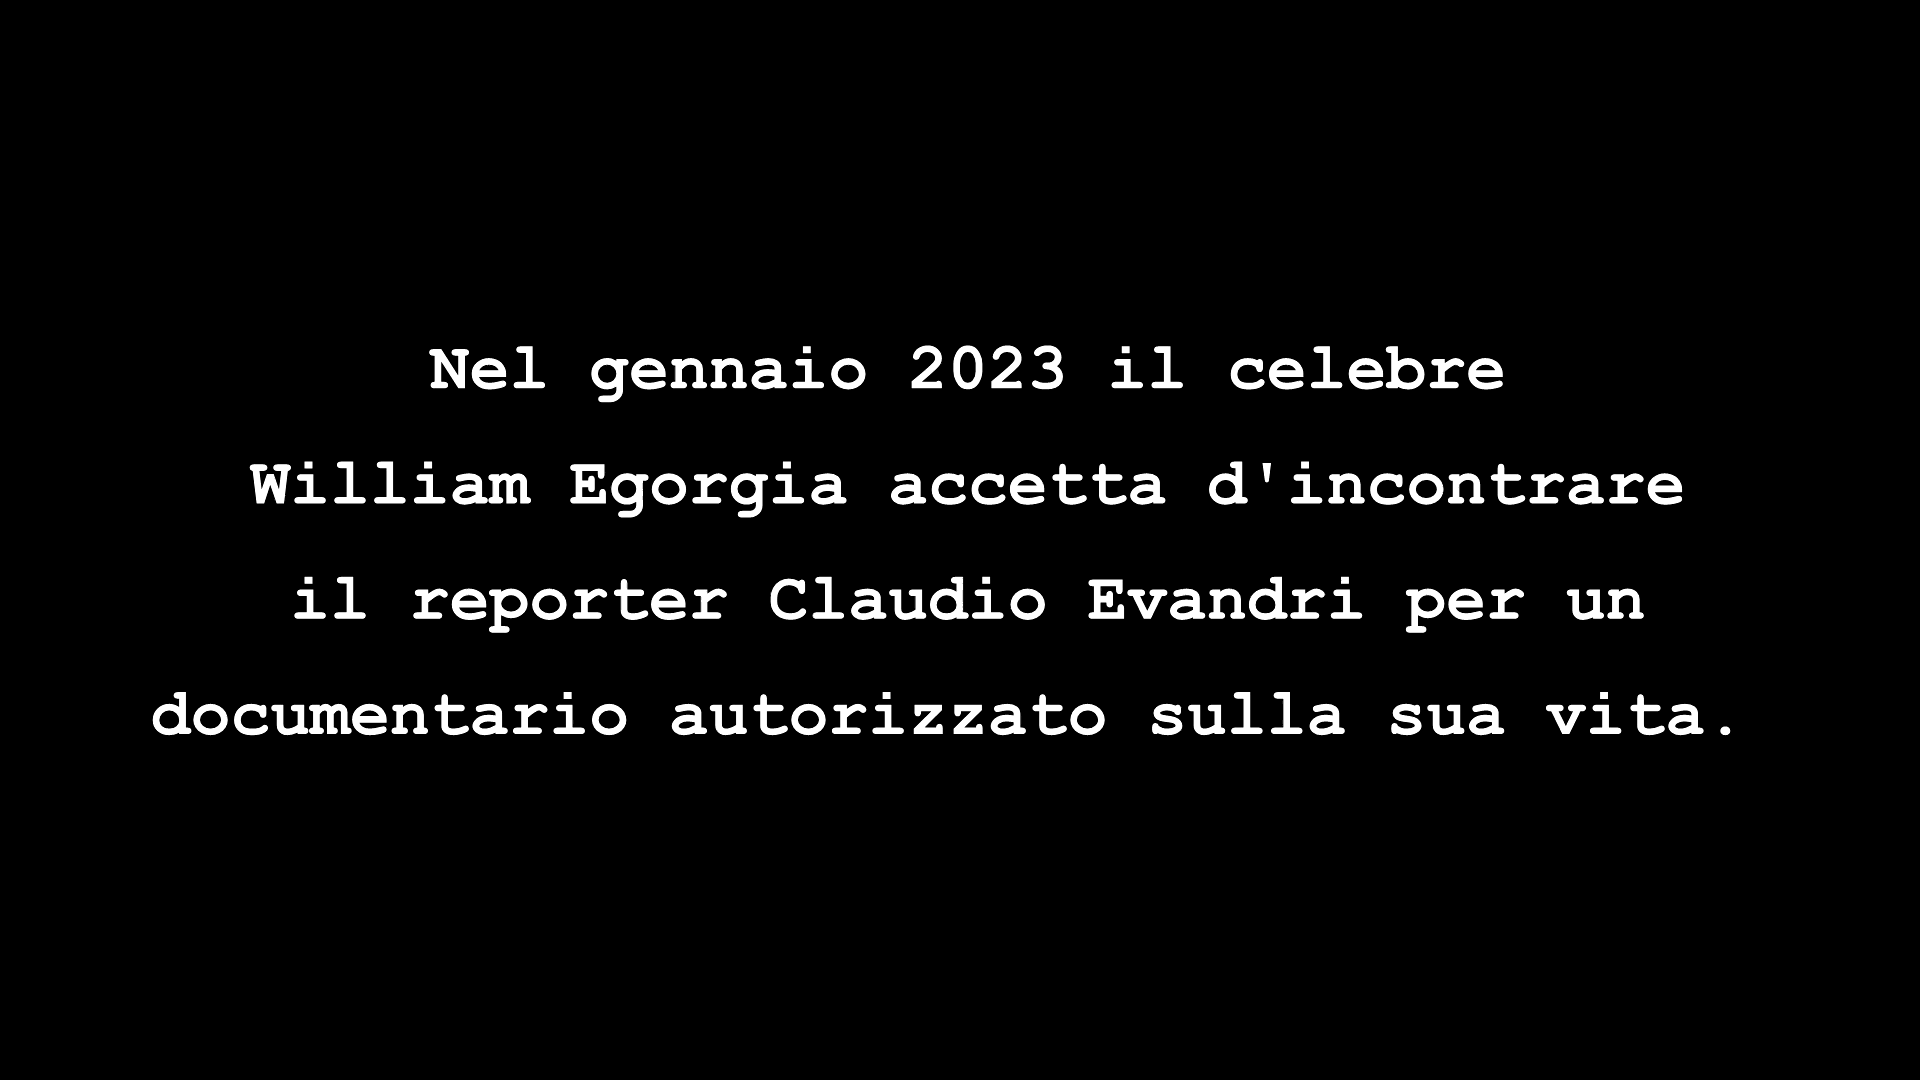 Nel gennaio 2023 il celebre
William Egorgia accetta d'incontrare
il reporter Claudio Evandri per un
documentario autorizzato sulla sua vita.